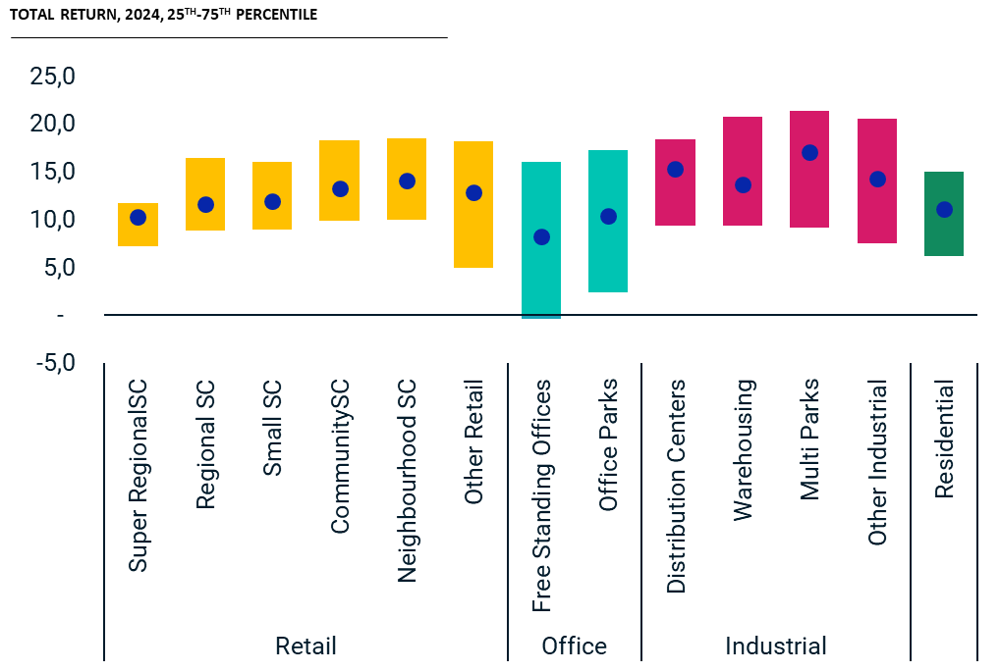 TOTAL RETURN, 2024, 25TH-75TH PERCENTILE
25,0
20,0
15,0
10,0
5,0
-
-5,0
Super RegionalSC
Regional SC
Small SC
CommunitySC
Neighbourhood SC
Other Retail
Free Standing Offices
Office Parks
Distribution Centers
Warehousing
Multi Parks
Other Industrial
Residential
Retail
Office
Industrial